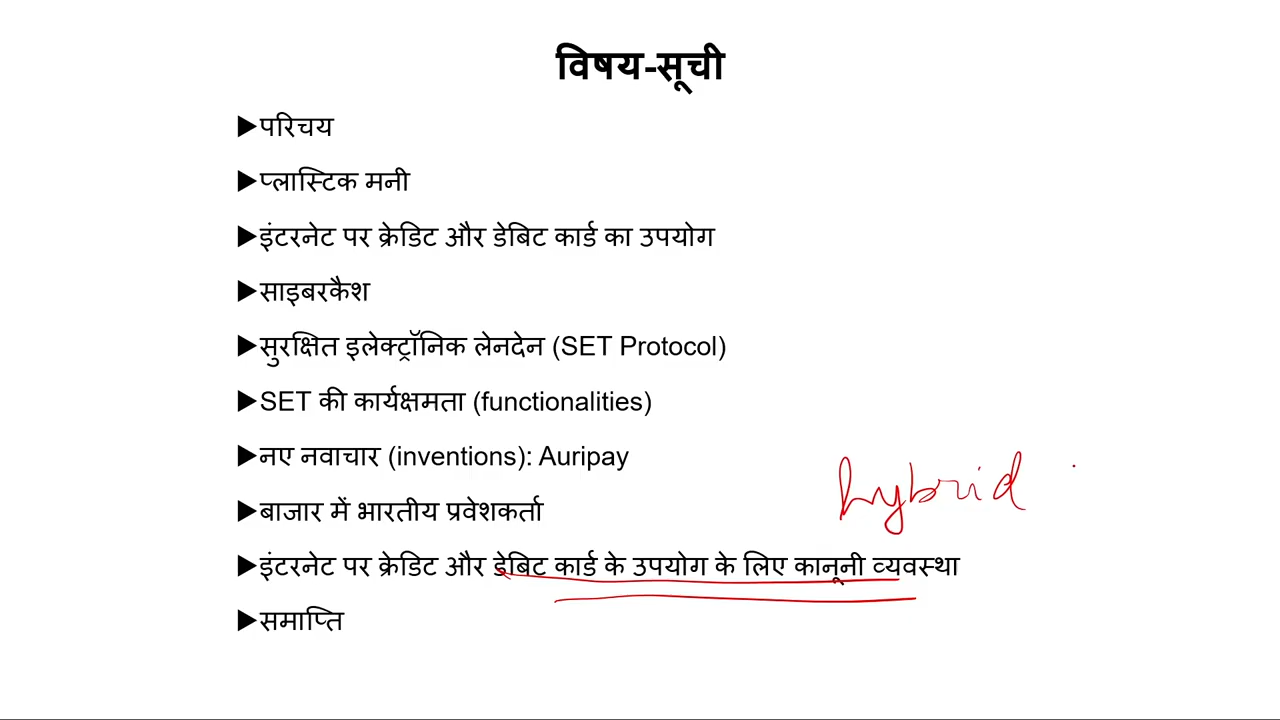 विषय-सूची
▶परिचय
▶प्लास्टिक मनी
▶इंटरनेट पर क्रेडिट और डेबिट कार्ड का उपयोग
▶साइबरकैश
▶सुरक्षित इलेक्ट्रॉनिक लेनदेन (SET Protocol)
▶SET की कार्यक्षमता (functionalities)
▶नए नवाचार (inventions): Auripay
hybrid
▶बाजार में भारतीय प्रवेशकर्ता
▶इंटरनेट पर क्रेडिट और डेबिट कार्ड के उपयोग के लिए कानूनी व्यवस्था
▶समाप्ति